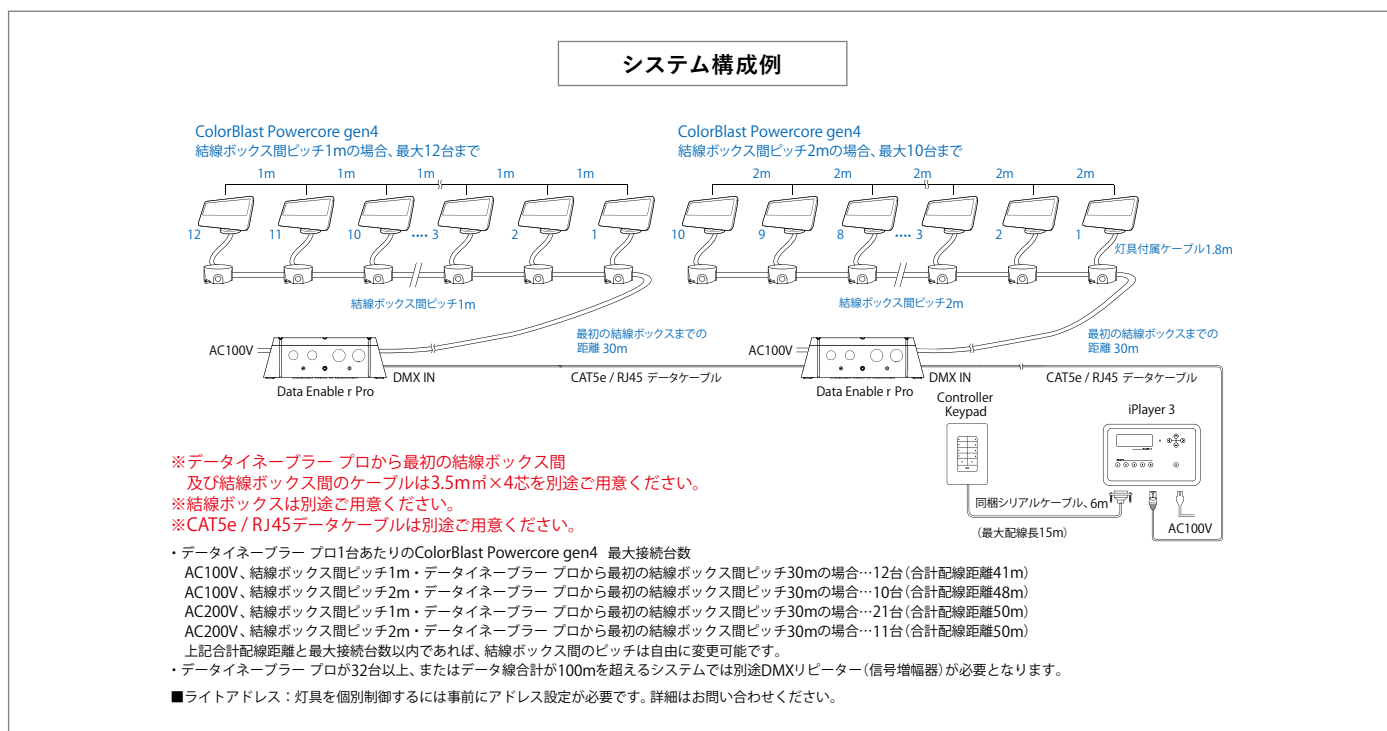 システム構成例
ColorBlast Powercore gen4
結線ボックス間ピッチ1mの場合、最大12台まで
1m 1m 1m 1m 1m
12 11 10 ···· 3 2 1
結線ボックス間ピッチ1m
ColorBlast Powercore gen4
結線ボックス間ピッチ2mの場合、最大10台まで
2m 2m 2m 2m 2m
10 9 8 ···· 3 2 1
灯具付属ケーブル1.8m
結線ボックス間ピッチ2m
最初の結線ボックスまでの
距離 30m
AC100V
Data Enable r Pro
DMX IN
CAT5e / RJ45 データケーブル
最初の結線ボックスまでの
距離 30m
AC100V
Data Enable r Pro
DMX IN
CAT5e / RJ45 データケーブル
Controller
Keypad
iPlayer 3
同梱シリアルケーブル、6m
(最大配線長15m)
AC100V
※データイネーブラー プロから最初の結線ボックス間
及び結線ボックス間のケーブルは3.5m㎡×4芯を別途ご用意ください。
※結線ボックスは別途ご用意ください。
※CAT5e / RJ45データケーブルは別途ご用意ください。
・データイネーブラー プロ1台あたりのColorBlast Powercore gen4 最大接続台数
AC100V、結線ボックス間ピッチ1m・データイネーブラー プロから最初の結線ボックス間ピッチ30mの場合…12台(合計配線距離41m)
AC100V、結線ボックス間ピッチ2m・データイネーブラー プロから最初の結線ボックス間ピッチ30mの場合…10台(合計配線距離48m)
AC200V、結線ボックス間ピッチ1m・データイネーブラー プロから最初の結線ボックス間ピッチ30mの場合…21台(合計配線距離50m)
AC200V、結線ボックス間ピッチ2m・データイネーブラー プロから最初の結線ボックス間ピッチ30mの場合…11台(合計配線距離50m)
上記合計配線距離と最大接続台数以内であれば、結線ボックス間のピッチは自由に変更可能です。
・データイネーブラー プロが32台以上、またはデータ線合計が100mを超えるシステムでは別途DMXリピーター(信号増幅器)が必要となります。
■ライトアドレス：灯具を個別制御するには事前にアドレス設定が必要です。詳細はお問い合わせください。